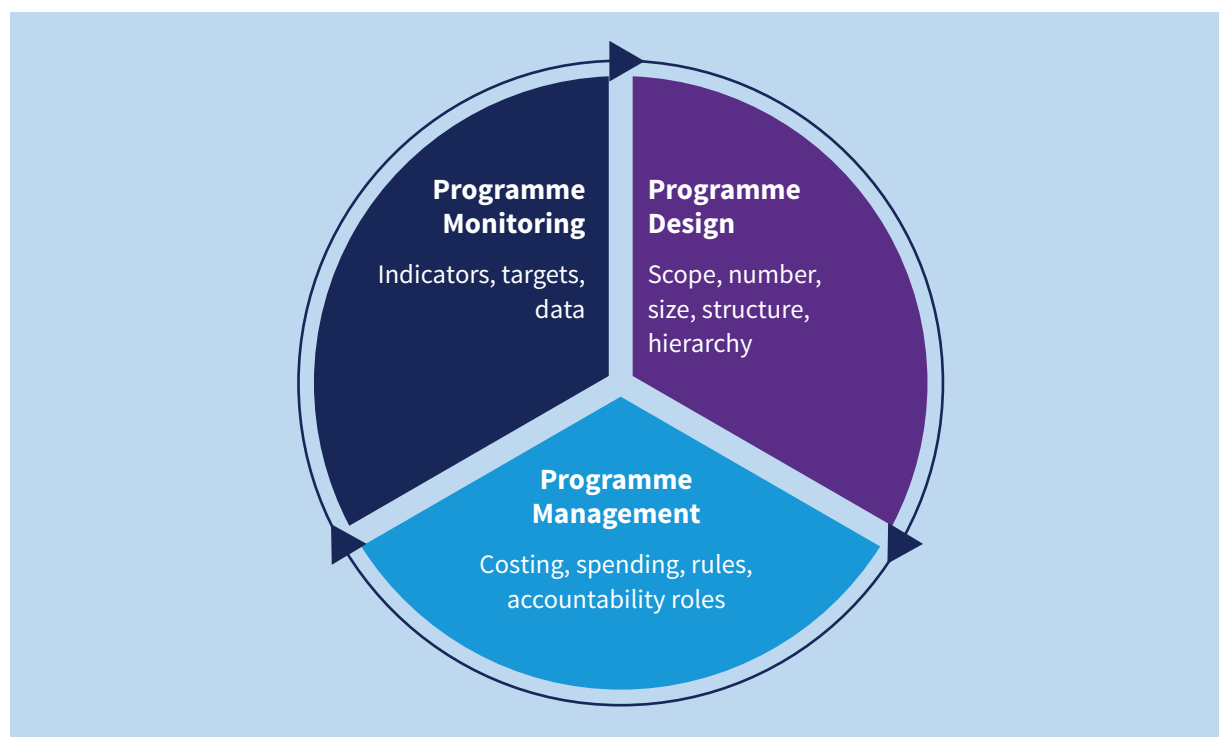 Programme
Monitoring
Indicators, targets,
data
Programme
Design
Scope, number,
size, structure,
hierarchy
Programme
Management
Costing, spending, rules,
accountability roles